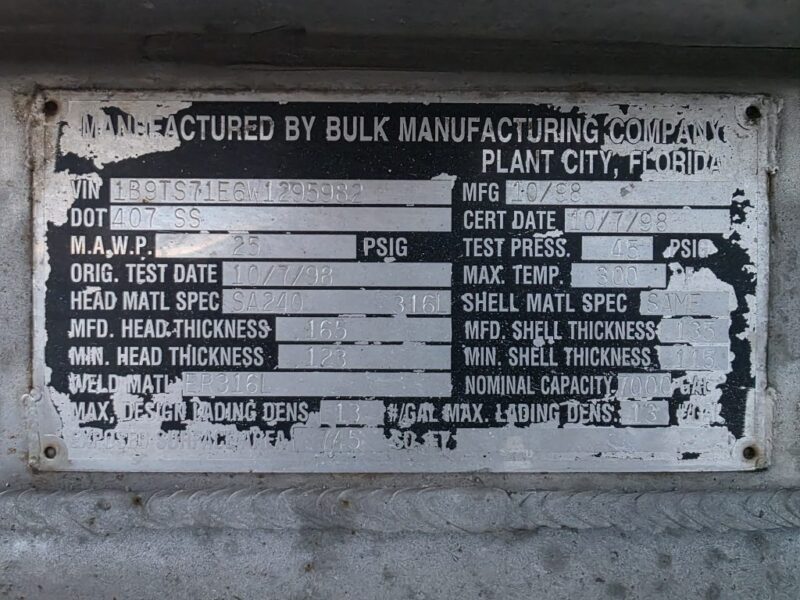 MANUFACTURED BY BULK MANUFACTURING COMPANY
PLANT CITY, FLORIDA
VIN 1B9TS71E6W1295982 MFG 10/98
DOT 407 SS CERT DATE 10/7/98
M.A.W.P. 25 PSIG TEST PRESS. 45 PSIG
ORIG. TEST DATE 10/7/98 MAX. TEMP. 300
HEAD MATL SPEC SA240 316L SHELL MATL SPEC SAME
MFD. HEAD THICKNESS .165 MFD. SHELL THICKNESS .135
MIN. HEAD THICKNESS .123 MIN. SHELL THICKNESS
WELD MATL ER316L NOMINAL CAPACITY 7000 GAL
MAX. DESIGN LADING DENS. 13 #/GAL MAX. LADING DENS. 13 #/GAL
EXPOSED SURFACE AREA 745 SQ. FT.